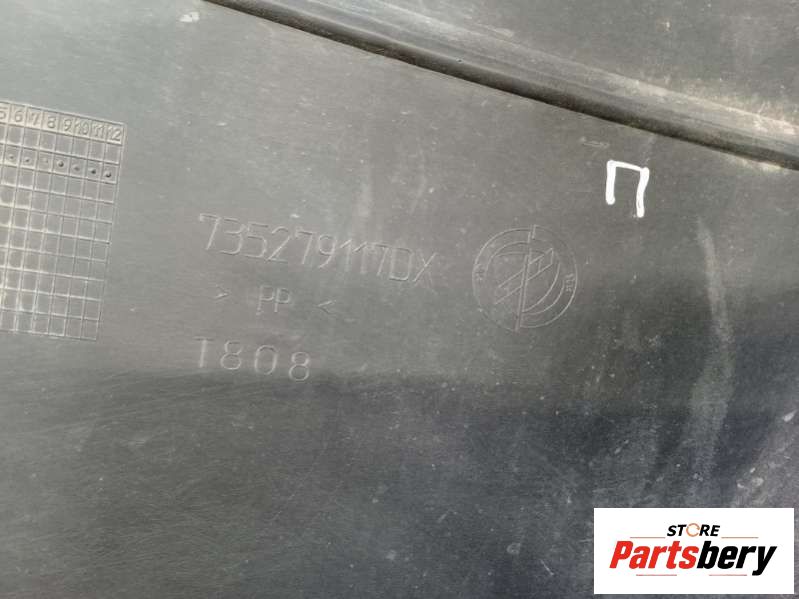 5 6 7 8 9 10 11 12
735279117DX
> PP <
T808
П
STORE
Partsbery